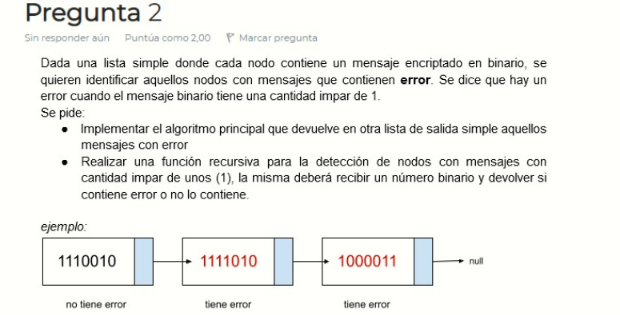 Pregunta 2
Sin responder aún Puntúa como 2,00 Marcar pregunta
Dada una lista simple donde cada nodo contiene un mensaje encriptado en binario, se
quieren identificar aquellos nodos con mensajes que contienen error. Se dice que hay un
error cuando el mensaje binario tiene una cantidad impar de 1.
Se pide:
● Implementar el algoritmo principal que devuelve en otra lista de salida simple aquellos
mensajes con error
● Realizar una función recursiva para la detección de nodos con mensajes con
cantidad impar de unos (1), la misma deberá recibir un número binario y devolver si
contiene error o no lo contiene.
ejemplo:
1110010 1111010 1000011 null
no tiene error tiene error tiene error